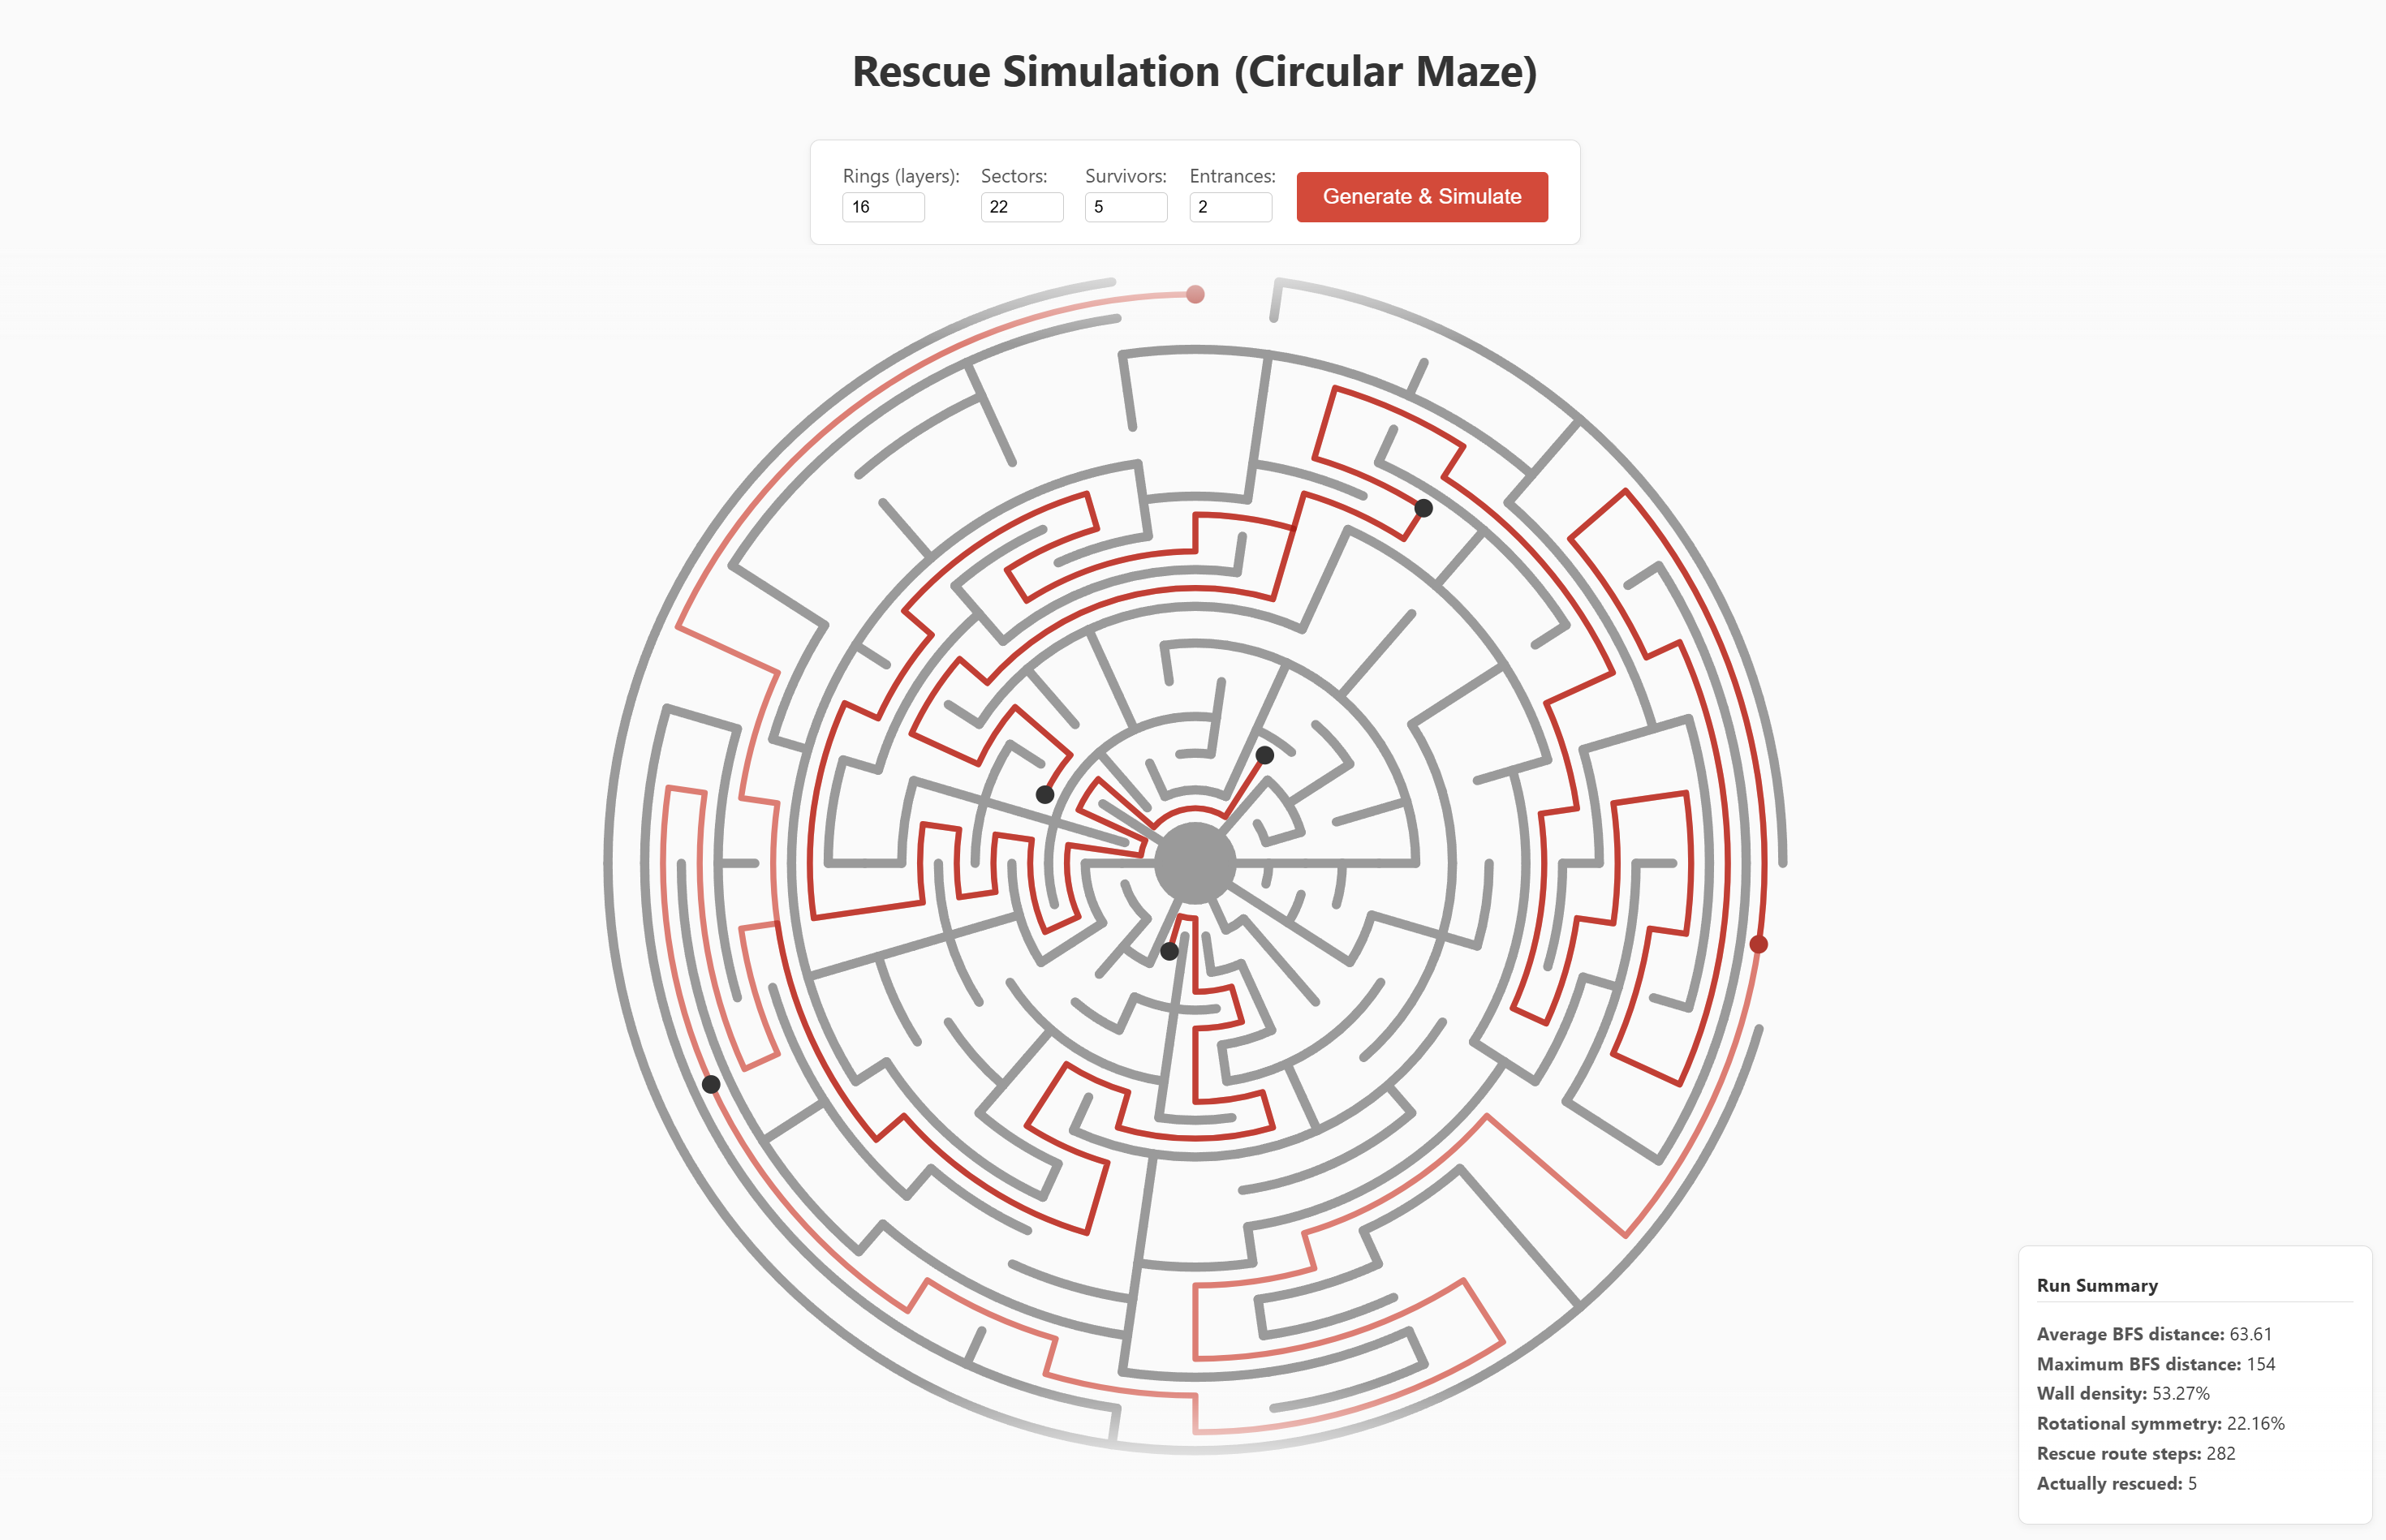 Rescue Simulation (Circular Maze)
Rings (layers): Sectors: Survivors: Entrances:
16 22 5 2 Generate & Simulate
Run Summary
Average BFS distance: 63.61
Maximum BFS distance: 154
Wall density: 53.27%
Rotational symmetry: 22.16%
Rescue route steps: 282
Actually rescued: 5